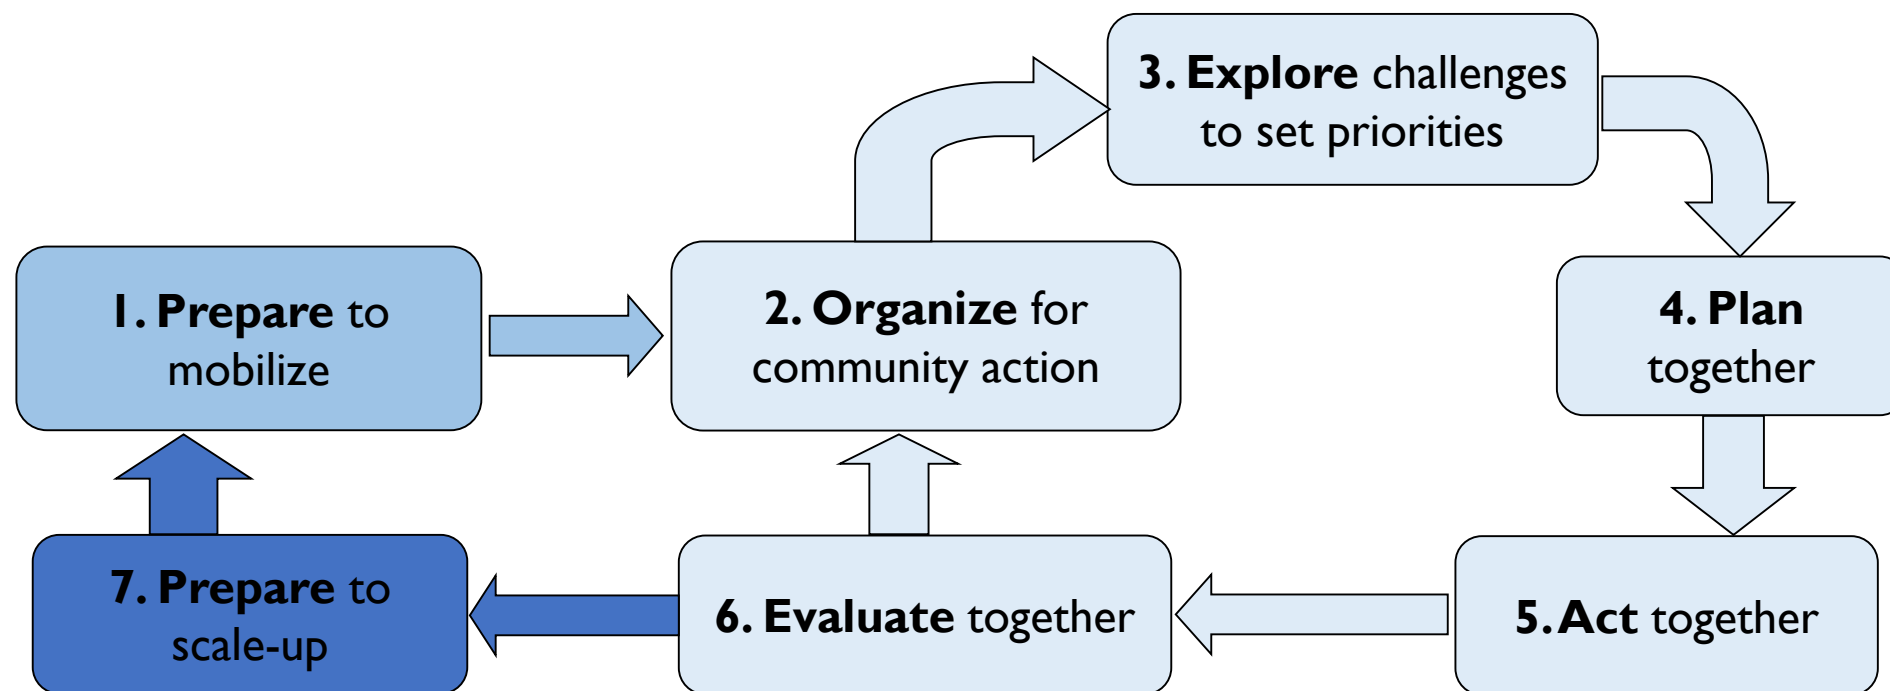 1. Prepare to
mobilize
2. Organize for
community action
3. Explore challenges
to set priorities
4. Plan
together
5. Act together
6. Evaluate together
7. Prepare to
scale-up